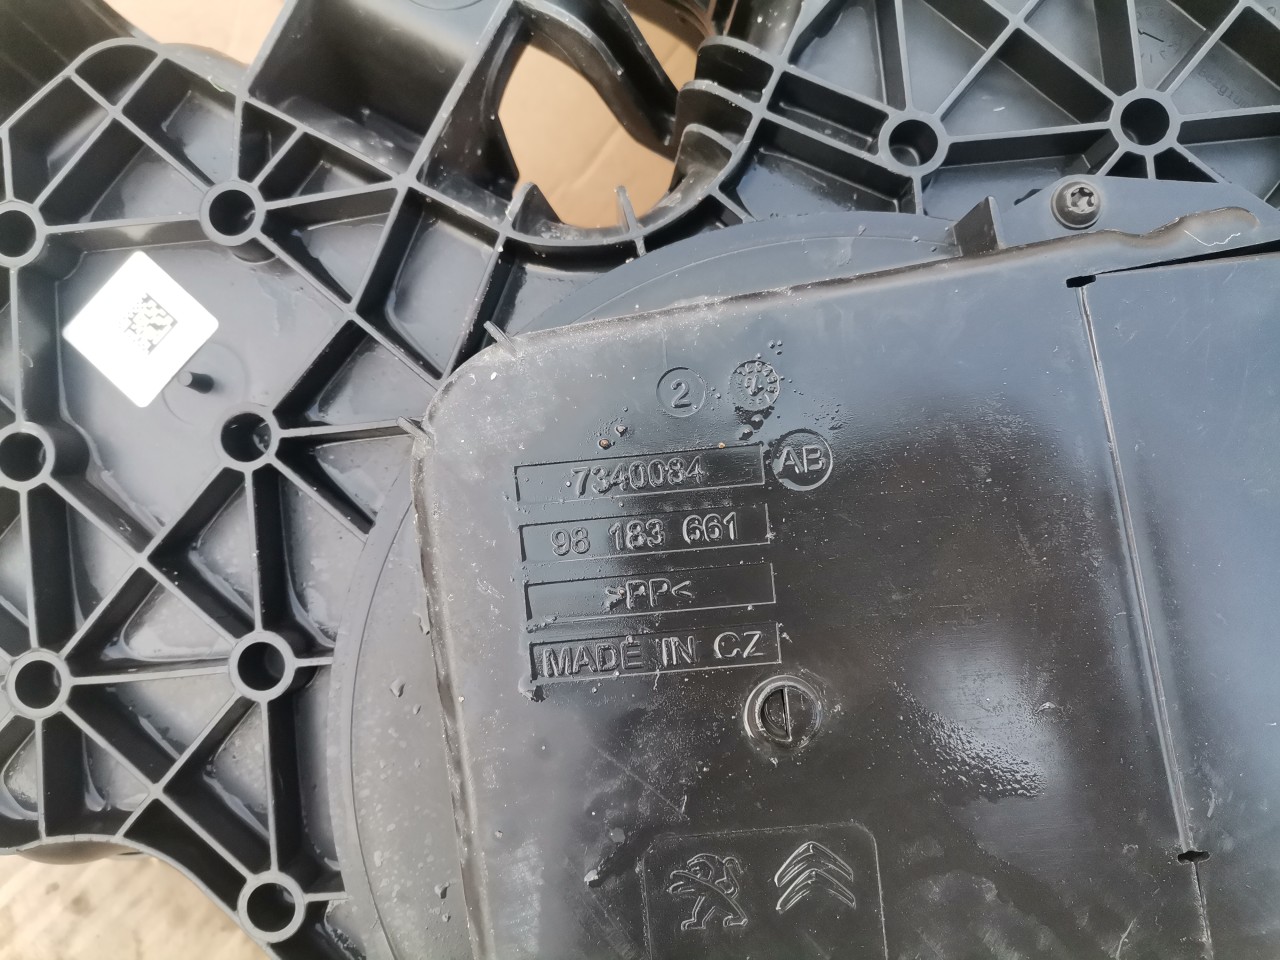 2
7340084
AB
98 183 661
>PP<
MADE IN CZ